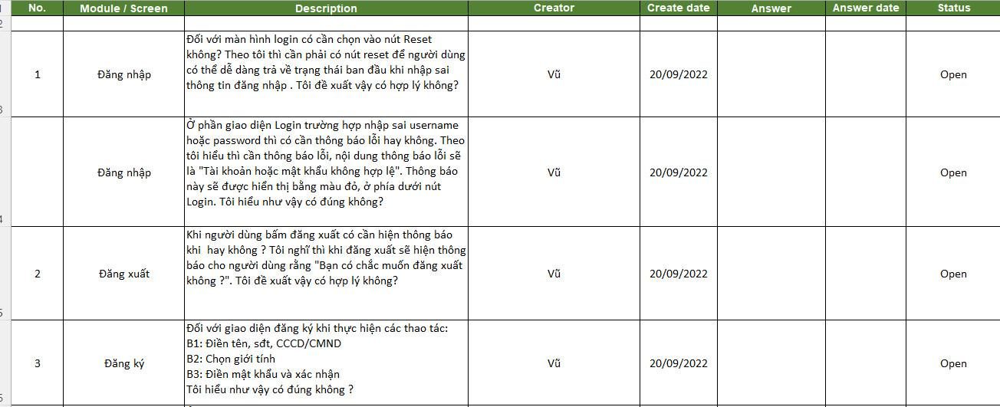 No. Module / Screen Description Creator Create date Answer Answer date Status
Đối với màn hình login có cần chọn vào nút Reset
không? Theo tôi thì cần phải có nút reset để người dùng
có thể dễ dàng trả về trạng thái ban đầu khi nhập sai
thông tin đăng nhập . Tôi đề xuất vậy có hợp lý không?
1 Đăng nhập Vũ 20/09/2022 Open
Ở phần giao diện Login trường hợp nhập sai username
hoặc password thì có cần thông báo lỗi hay không. Theo
tôi hiểu thì cần thông báo lỗi, nội dung thông báo lỗi sẽ
là "Tài khoản hoặc mật khẩu không hợp lệ". Thông báo
này sẽ được hiển thị bằng màu đỏ, ở phía dưới nút
Login. Tôi hiểu như vậy có đúng không?
Đăng nhập Vũ 20/09/2022 Open
Khi người dùng bấm đăng xuất có cần hiện thông báo
khi  hay không ? Tôi nghĩ thì khi đăng xuất sẽ hiện thông
báo cho người dùng rằng "Bạn có chắc muốn đăng xuất
không ?". Tôi đề xuất vậy có hợp lý không?
2 Đăng xuất Vũ 20/09/2022 Open
Đối với giao diện đăng ký khi thực hiện các thao tác:
B1: Điền tên, sđt, CCCD/CMND
B2: Chọn giới tính
B3: Điền mật khẩu và xác nhận
Tôi hiểu như vậy có đúng không ?
3 Đăng ký Vũ 20/09/2022 Open